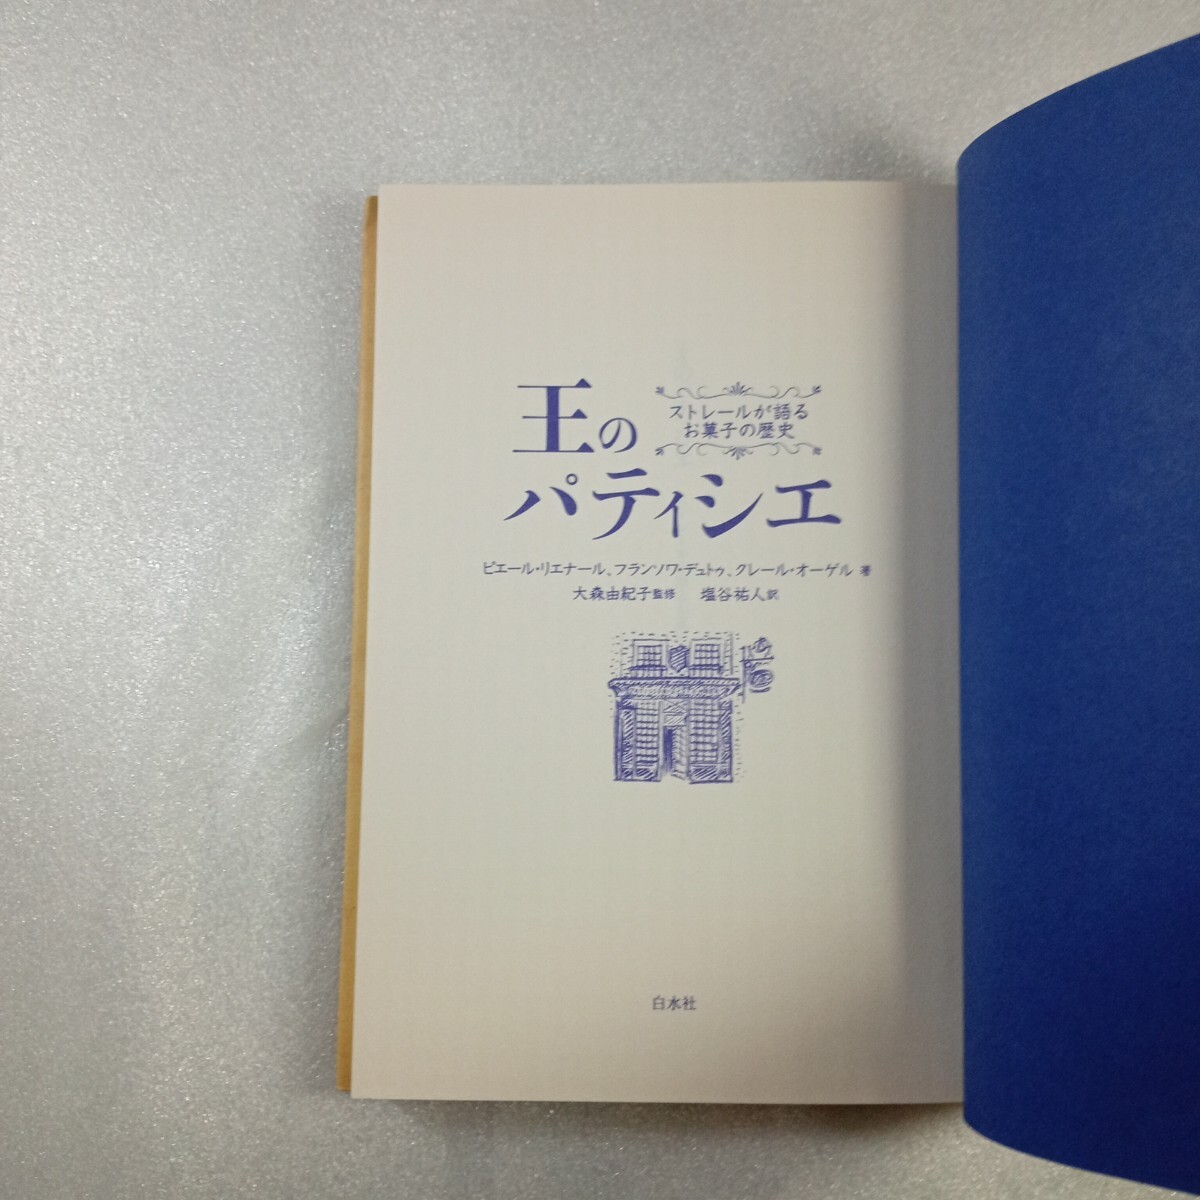 王の
ストレールが語る
お菓子の歴史
パティシエ
ピエール・リエナール、フランソワ・デュトゥ、クレール・オーゲル 著
大森由紀子監修 塩谷祐人訳
白水社